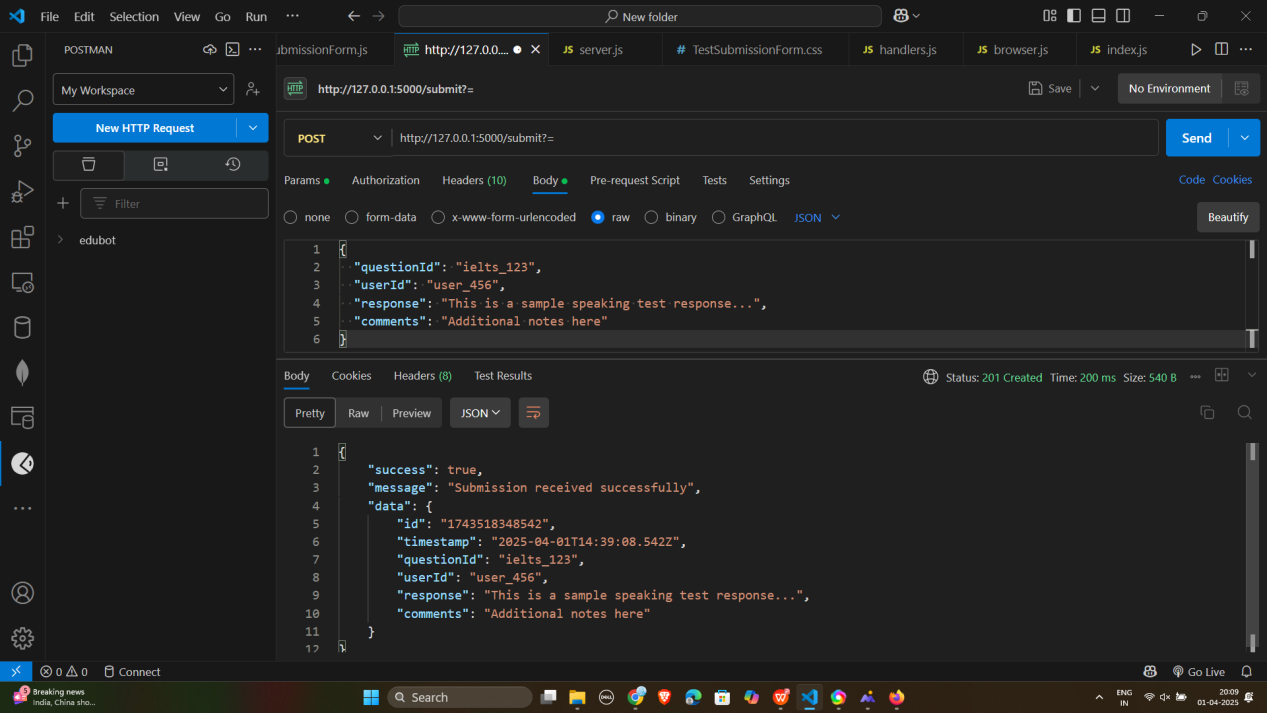 File Edit Selection View Go Run ··· New folder
POSTMAN
ubmissionForm.js http://127.0.0.... JS server.js # TestSubmissionForm.css JS handlers.js JS browser.js JS index.js
HTTP http://127.0.0.1:5000/submit?= Save No Environment
My Workspace
New HTTP Request
Filter
edubot
POST http://127.0.0.1:5000/submit?= Send
Params Authorization Headers (10) Body Pre-request Script Tests Settings Code Cookies
none form-data x-www-form-urlencoded raw binary GraphQL JSON Beautify
1 {
2 "questionId": "ielts_123",
3 "userId": "user_456",
4 "response": "This is a sample speaking test response...",
5 "comments": "Additional notes here"
6 }
Body Cookies Headers (8) Test Results Status: 201 Created Time: 200 ms Size: 540 B
Pretty Raw Preview JSON
1 {
2 "success": true,
3 "message": "Submission received successfully",
4 "data": {
5 "id": "1743518348542",
6 "timestamp": "2025-04-01T14:39:08.542Z",
7 "questionId": "ielts_123",
8 "userId": "user_456",
9 "response": "This is a sample speaking test response...",
10 "comments": "Additional notes here"
11 }
12 }
0 0 Connect Go Live
5 Breaking news
India, China sho...
Search
DELL
ENG
IN
20:09
01-04-2025